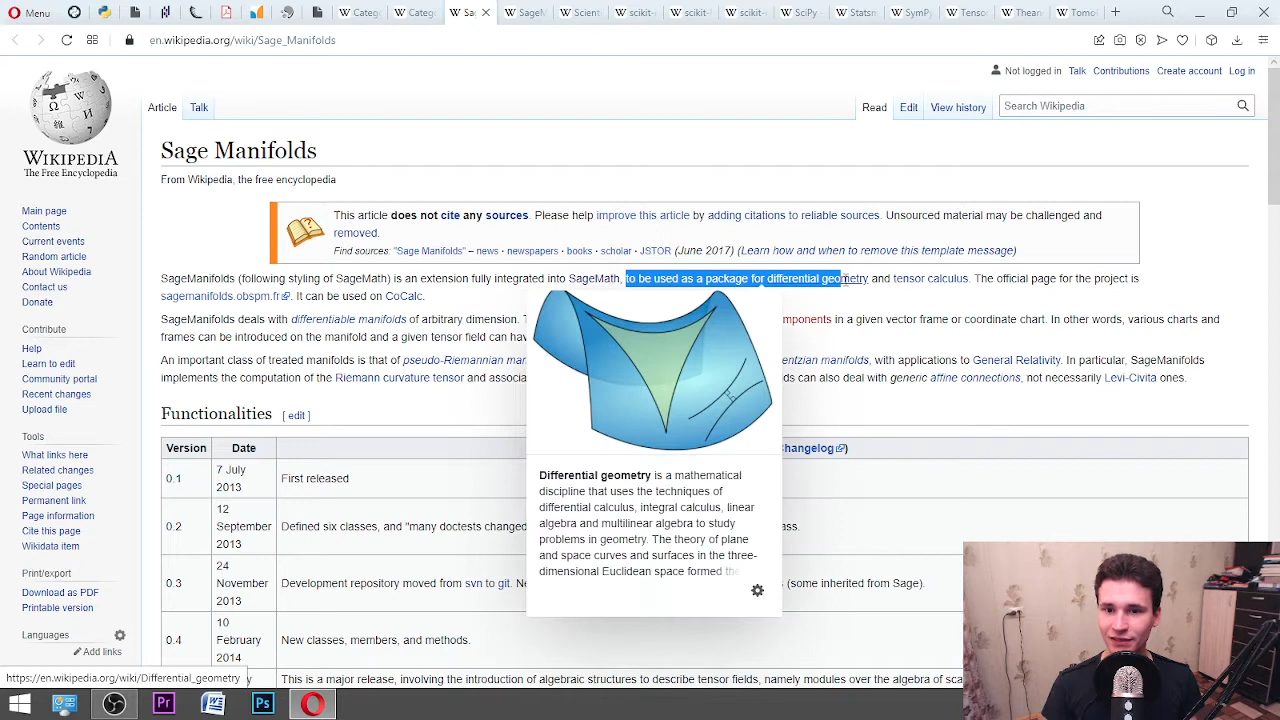 Catego
Catego
Sag
SageM
Scient
scikit-i
scikit-l
scikit-
SciPy
Statsm
SymPy
Tensor
Thean
Tomo
en.wikipedia.org/wiki/Sage_Manifolds
Not logged in Talk Contributions Create account Log in
Article Talk
Read Edit View history
Search Wikipedia
WIKIPEDIA
The Free Encyclopedia
Main page
Contents
Current events
Random article
About Wikipedia
Contact us
Donate
Contribute
Help
Learn to edit
Community portal
Recent changes
Upload file
Tools
What links here
Related changes
Special pages
Permanent link
Page information
Cite this page
Wikidata item
Print/export
Download as PDF
Printable version
Languages
Add links
Sage Manifolds
From Wikipedia, the free encyclopedia
This article does not cite any sources. Please help improve this article by adding citations to reliable sources. Unsourced material may be challenged and
removed.
Find sources: "Sage Manifolds" – news · newspapers · books · scholar · JSTOR (June 2017) (Learn how and when to remove this template message)
SageManifolds (following styling of SageMath) is an extension fully integrated into SageMath, to be used as a package for differential geometry and tensor calculus. The official page for the project is
sagemanifolds.obspm.fr. It can be used on CoCalc.
SageManifolds deals with differentiable manifolds of arbitrary dimension. T mponents in a given vector frame or coordinate chart. In other words, various charts and
frames can be introduced on the manifold and a given tensor field can hav
An important class of treated manifolds is that of pseudo-Riemannian man entzian manifolds, with applications to General Relativity. In particular, SageManifolds
implements the computation of the Riemann curvature tensor and associa ds can also deal with generic affine connections, not necessarily Levi-Civita ones.
Functionalities [ edit ]
Version Date Changelog)
0.1 7 July 2013 First released
0.2 12 September 2013 Defined six classes, and "many doctests changed ass.
0.3 24 November 2013 Development repository moved from svn to git. Ne s (some inherited from Sage).
0.4 10 February 2014 New classes, members, and methods.
This is a major release, involving the introduction of algebraic structures to describe tensor fields, namely modules over the algebra of sca
Differential geometry is a mathematical
discipline that uses the techniques of
differential calculus, integral calculus, linear
algebra and multilinear algebra to study
problems in geometry. The theory of plane
and space curves and surfaces in the three-
dimensional Euclidean space formed the
https://en.wikipedia.org/wiki/Differential_geometry
Pr
Ps